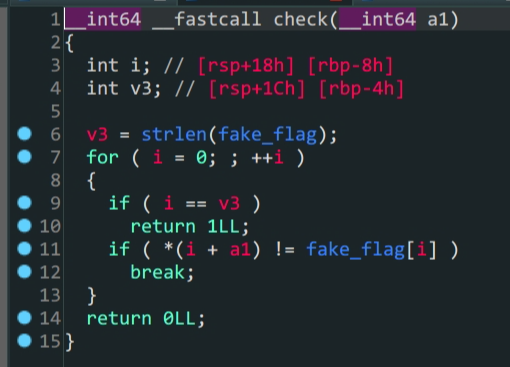 1 __int64 __fastcall check(__int64 a1)
2 {
3 int i; // [rsp+18h] [rbp-8h]
4 int v3; // [rsp+1Ch] [rbp-4h]
5
6 v3 = strlen(fake_flag);
7 for ( i = 0; ; ++i )
8 {
9 if ( i == v3 )
10 return 1LL;
11 if ( *(i + a1) != fake_flag[i] )
12 break;
13 }
14 return 0LL;
15 }